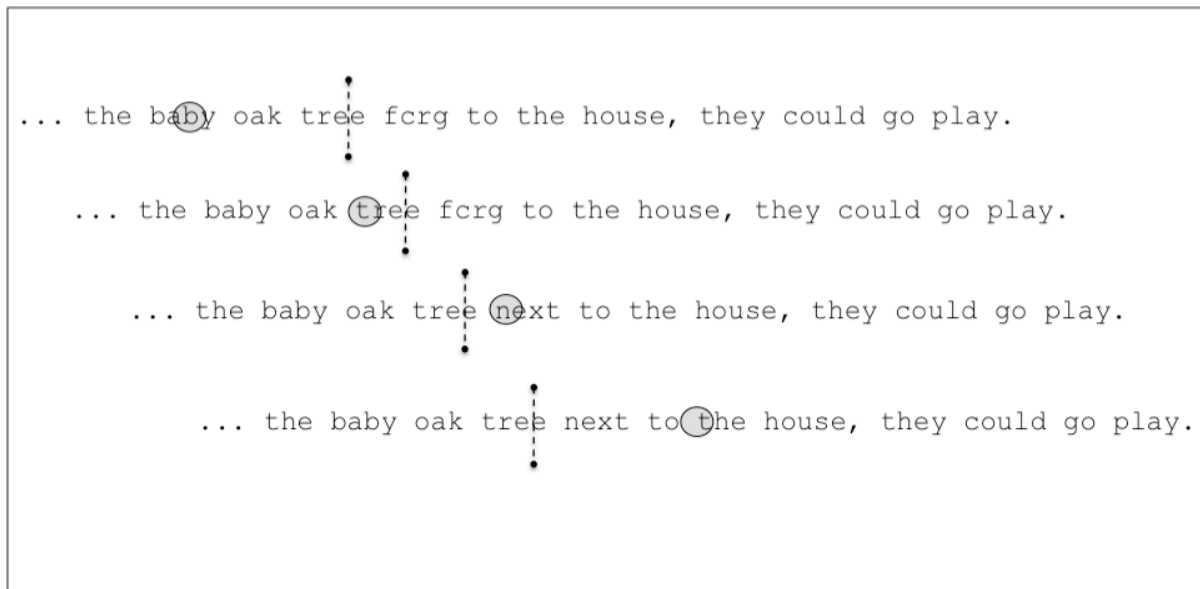 ... the baby oak tree fcrg to the house, they could go play.
... the baby oak tree fcrg to the house, they could go play.
... the baby oak tree next to the house, they could go play.
... the baby oak tree next to the house, they could go play.